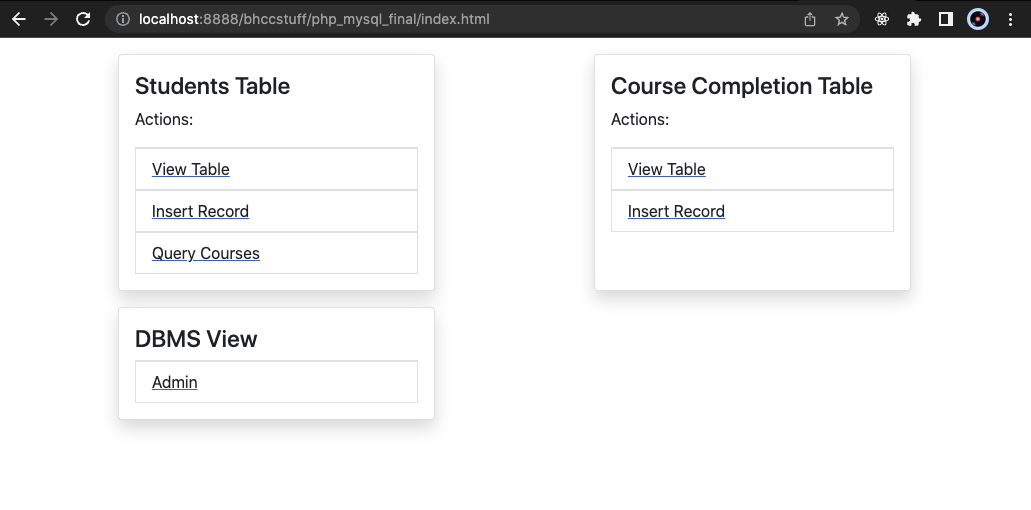 localhost:8888/bhccstuff/php_mysql_final/index.html
Students Table
Actions:
View Table
Insert Record
Query Courses
Course Completion Table
Actions:
View Table
Insert Record
DBMS View
Admin